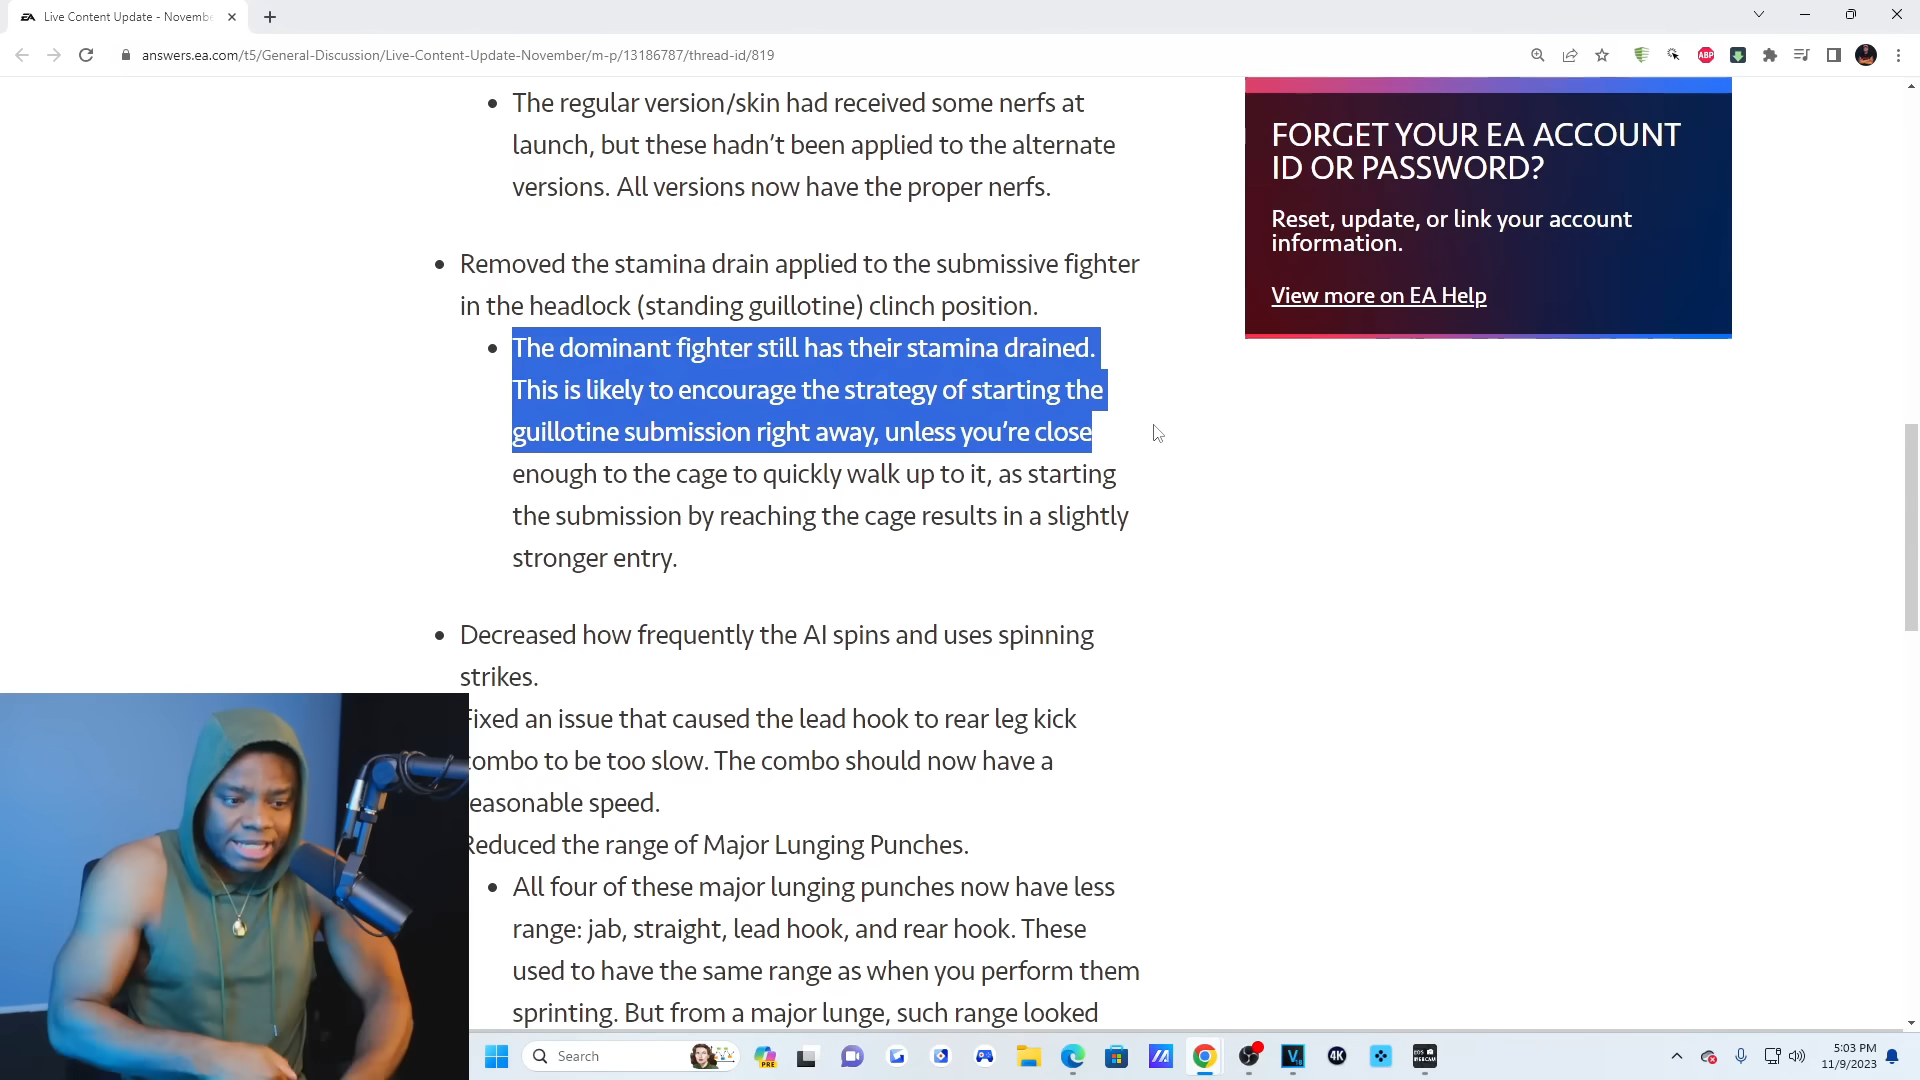 Live Content Update - Novembe
answers.ea.com/t5/General-Discussion/Live-Content-Update-November/m-p/13186787/thread-id/819
ABP
The regular version/skin had received some nerfs at
launch, but these hadn't been applied to the alternate
versions. All versions now have the proper nerfs.
Removed the stamina drain applied to the submissive fighter
in the headlock (standing guillotine) clinch position.
The dominant fighter still has their stamina drained.
This is likely to encourage the strategy of starting the
guillotine submission right away, unless you're close
enough to the cage to quickly walk up to it, as starting
the submission by reaching the cage results in a slightly
stronger entry.
Decreased how frequently the AI spins and uses spinning
strikes.
Fixed an issue that caused the lead hook to rear leg kick
combo to be too slow. The combo should now have a
reasonable speed.
Reduced the range of Major Lunging Punches.
All four of these major lunging punches now have less
range: jab, straight, lead hook, and rear hook. These
used to have the same range as when you perform them
sprinting. But from a major lunge, such range looked
FORGET YOUR EA ACCOUNT
ID OR PASSWORD?
Reset, update, or link your account
information.
View more on EA Help
Search
PRE
4K
5:03 PM
11/9/2023